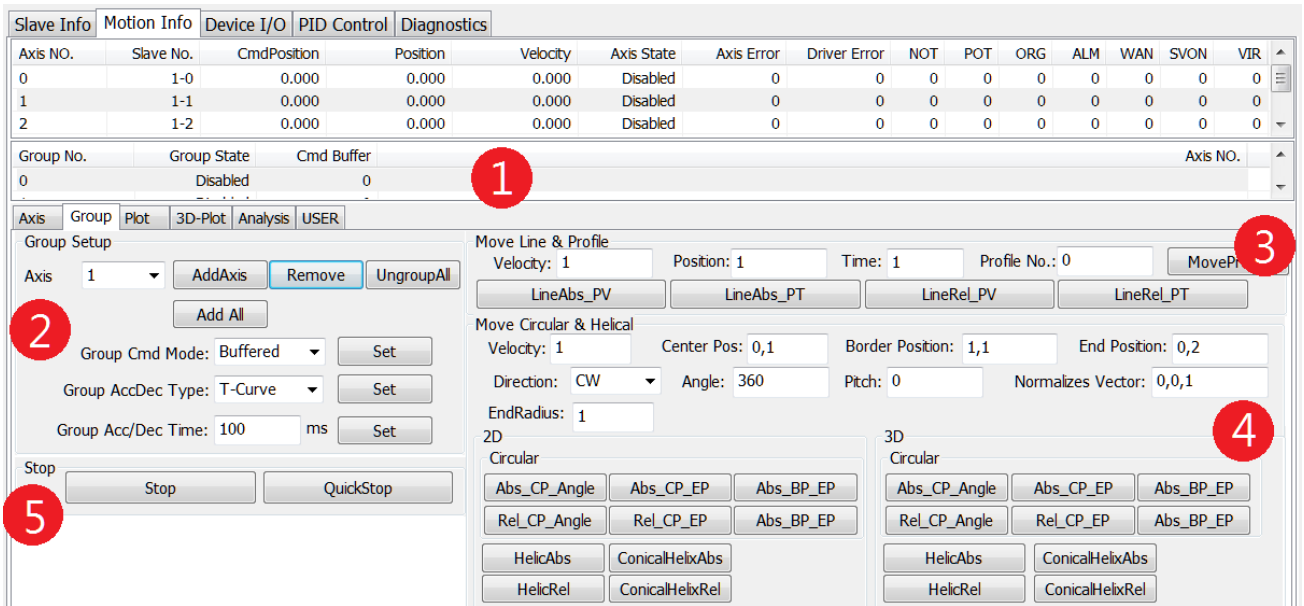 Slave Info Motion Info Device I/O PID Control Diagnostics
Axis NO. Slave No. CmdPosition Position Velocity Axis State Axis Error Driver Error NOT POT ORG ALM WAN SVON VIR
0 1-0 0.000 0.000 0.000 Disabled 0 0 0 0 0 0 0 0 0
1 1-1 0.000 0.000 0.000 Disabled 0 0 0 0 0 0 0 0 0
2 1-2 0.000 0.000 0.000 Disabled 0 0 0 0 0 0 0 0 0
Group No. Group State Cmd Buffer Axis NO.
0 Disabled 0
1
Axis Group Plot 3D-Plot Analysis USER
Group Setup
Axis 1 AddAxis Remove UngroupAll
Add All
2
Group Cmd Mode: Buffered Set
Group AccDec Type: T-Curve Set
Group Acc/Dec Time: 100 ms Set
Stop
Stop QuickStop
5
Move Line & Profile
3
Velocity: 1 Position: 1 Time: 1 Profile No.: 0
LineAbs_PV LineAbs_PT LineRel_PV LineRel_PT
Move Circular & Helical
Velocity: 1 Center Pos: 0,1 Border Position: 1,1 End Position: 0,2
Direction: CW Angle: 360 Pitch: 0 Normalizes Vector: 0,0,1
EndRadius: 1
4
2D
Circular
Abs_CP_Angle Abs_CP_EP Abs_BP_EP
Rel_CP_Angle Rel_CP_EP Abs_BP_EP
HelicAbs ConicalHelixAbs
HelicRel ConicalHelixRel
3D
Circular
Abs_CP_Angle Abs_CP_EP Abs_BP_EP
Rel_CP_Angle Rel_CP_EP Abs_BP_EP
HelicAbs ConicalHelixAbs
HelicRel ConicalHelixRel